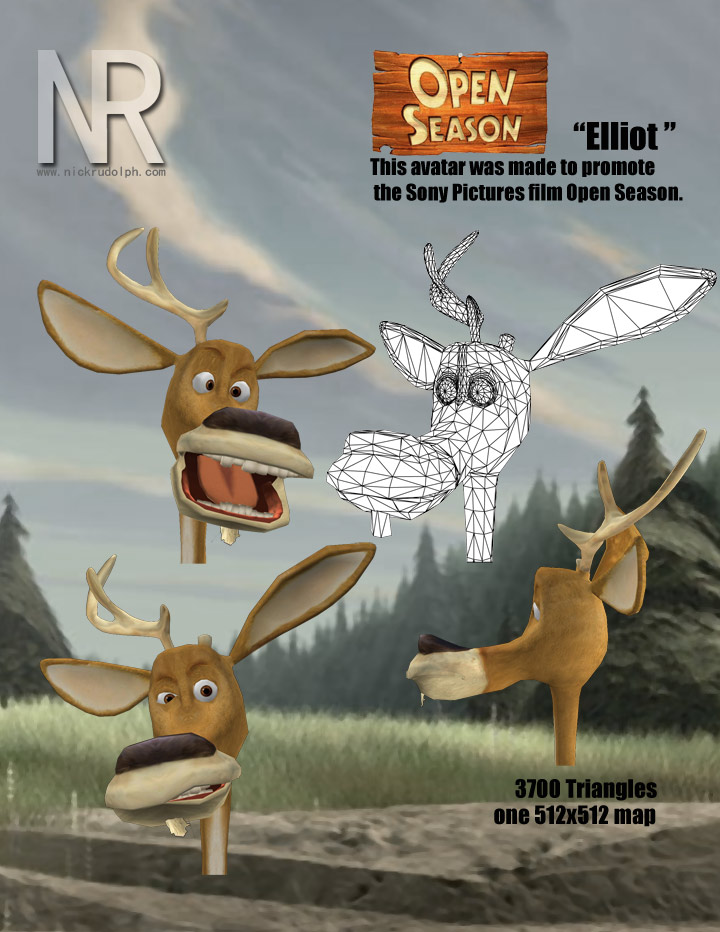 NR
www.nickrudolph.com
OPEN
SEASON
“Elliot”
This avatar was made to promote
the Sony Pictures film Open Season.
3700 Triangles
one 512x512 map